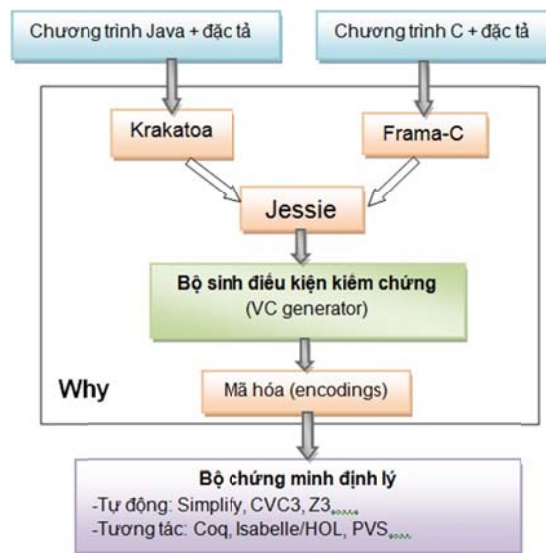 Chương trình Java + đặc tả
Chương trình C + đặc tả
Krakatoa
Frama-C
Jessie
Bộ sinh điều kiện kiểm chứng
(VC generator)
Why
Mã hóa (encodings)
Bộ chứng minh định lý
-Tự động: Simplify, CVC3, Z3.....
-Tương tác: Coq, Isabelle/HOL, PVS.....